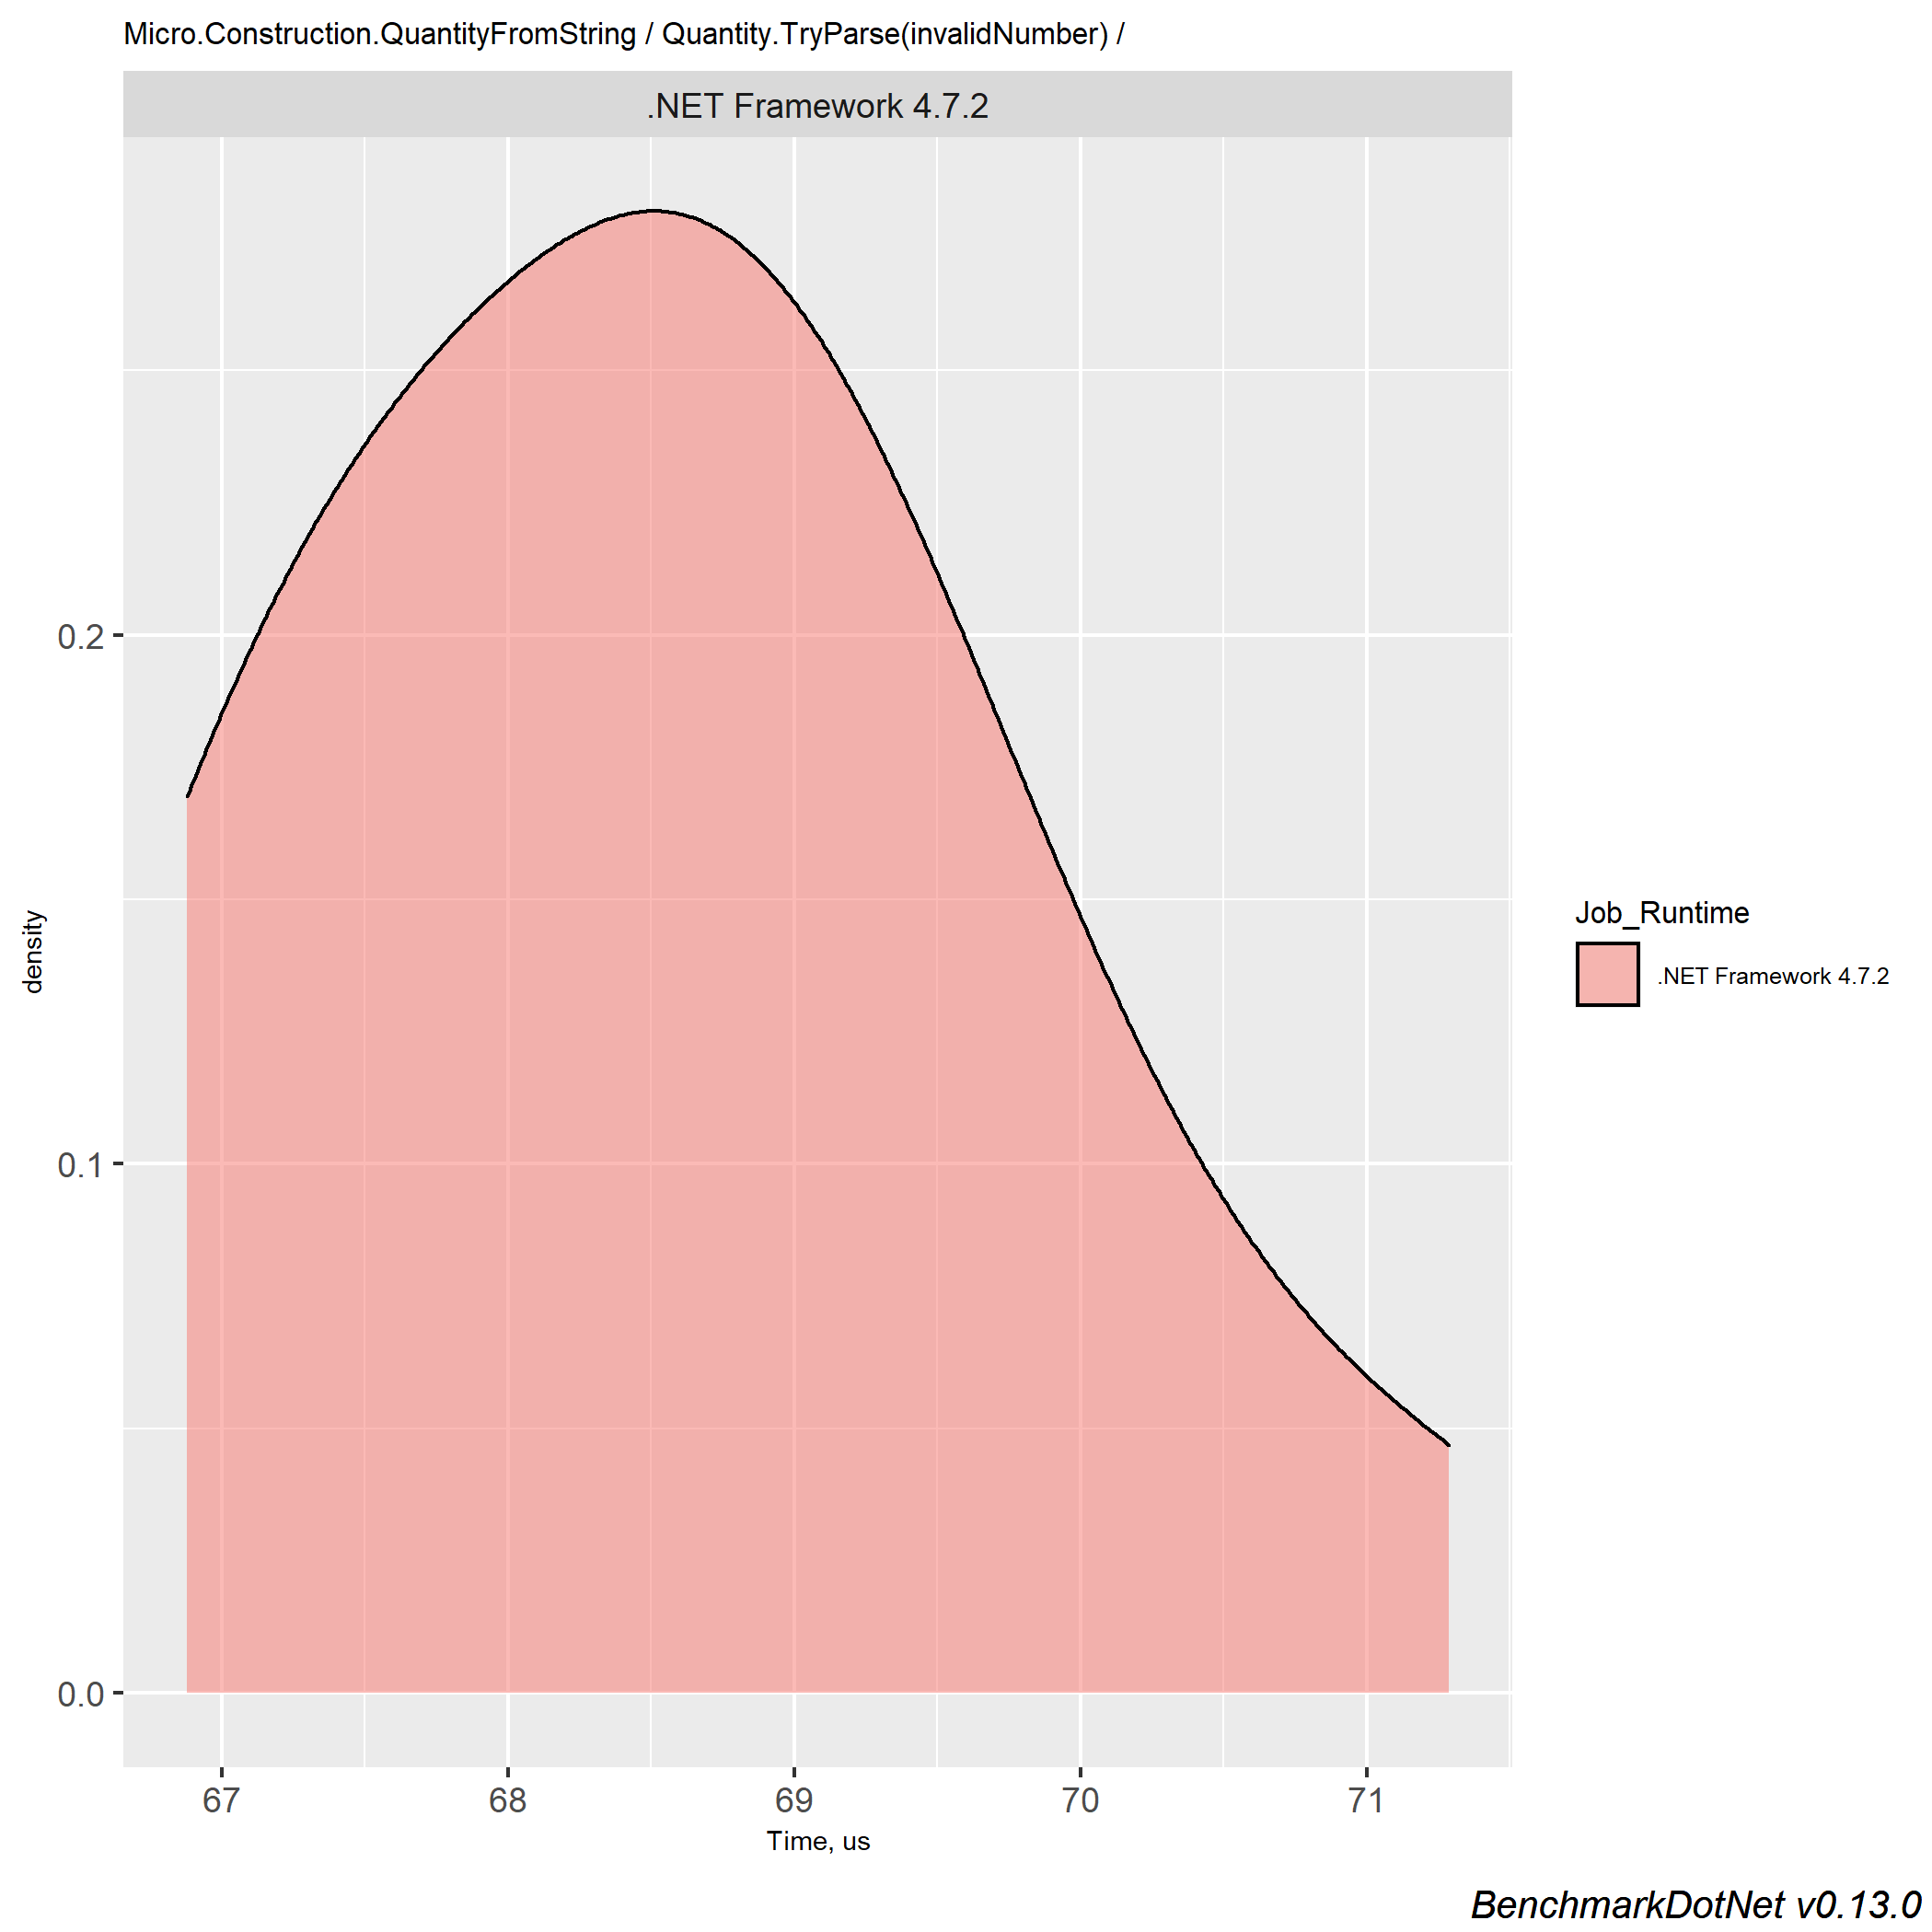 Micro.Construction.QuantityFromString / Quantity.TryParse(invalidNumber) /
.NET Framework 4.7.2
0.2
0.1
0.0
density
67 68 69 70 71
Time, us
Job_Runtime
.NET Framework 4.7.2
BenchmarkDotNet v0.13.0